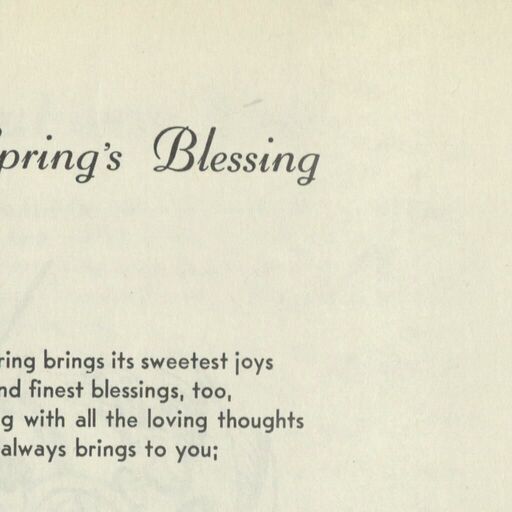 pring's Blessing
ring brings its sweetest joys
nd finest blessings, too,
g with all the loving thoughts
always brings to you;